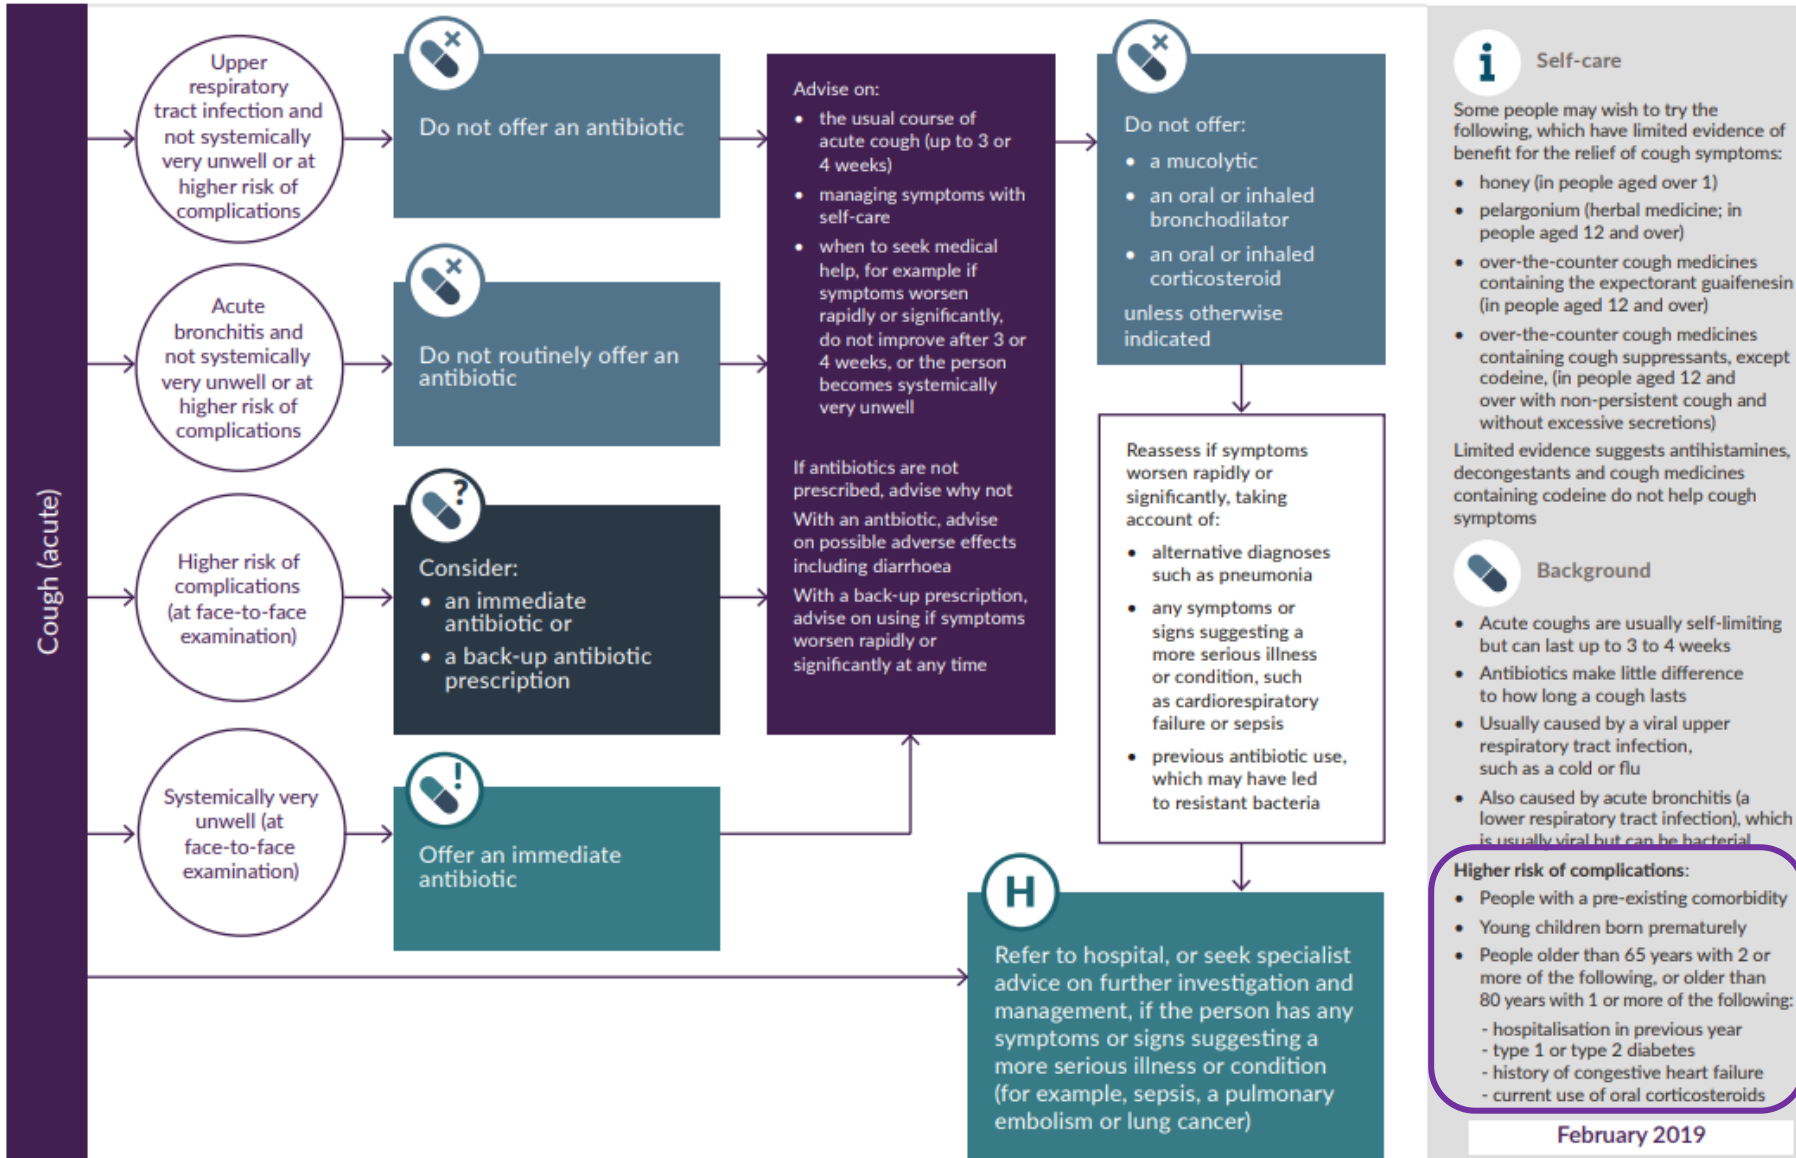 Cough (acute)
Upper
respiratory
tract infection and
not systemically
very unwell or at
higher risk of
complications
Do not offer an antibiotic
Acute
bronchitis and
not systemically
very unwell or at
higher risk of
complications
Do not routinely offer an
antibiotic
Higher risk of
complications
(at face-to-face
examination)
?
Consider:
• an immediate
antibiotic or
• a back-up antibiotic
prescription
Systemically very
unwell (at
face-to-face
examination)
!
Offer an immediate
antibiotic
Advise on:
• the usual course of
acute cough (up to 3 or
4 weeks)
• managing symptoms with
self-care
• when to seek medical
help, for example if
symptoms worsen
rapidly or significantly,
do not improve after 3 or
4 weeks, or the person
becomes systemically
very unwell
If antibiotics are not
prescribed, advise why not
With an antbiotic, advise
on possible adverse effects
including diarrhoea
With a back-up prescription,
advise on using if symptoms
worsen rapidly or
significantly at any time
Do not offer:
• a mucolytic
• an oral or inhaled
bronchodilator
• an oral or inhaled
corticosteroid
unless otherwise
indicated
Reassess if symptoms
worsen rapidly or
significantly, taking
account of:
• alternative diagnoses
such as pneumonia
• any symptoms or
signs suggesting a
more serious illness
or condition, such
as cardiorespiratory
failure or sepsis
• previous antibiotic use,
which may have led
to resistant bacteria
H
Refer to hospital, or seek specialist
advice on further investigation and
management, if the person has any
symptoms or signs suggesting a
more serious illness or condition
(for example, sepsis, a pulmonary
embolism or lung cancer)
i
Self-care
Some people may wish to try the
following, which have limited evidence of
benefit for the relief of cough symptoms:
• honey (in people aged over 1)
• pelargonium (herbal medicine; in
people aged 12 and over)
• over-the-counter cough medicines
containing the expectorant guaifenesin
(in people aged 12 and over)
• over-the-counter cough medicines
containing cough suppressants, except
codeine, (in people aged 12 and
over with non-persistent cough and
without excessive secretions)
Limited evidence suggests antihistamines,
decongestants and cough medicines
containing codeine do not help cough
symptoms
Background
• Acute coughs are usually self-limiting
but can last up to 3 to 4 weeks
• Antibiotics make little difference
to how long a cough lasts
• Usually caused by a viral upper
respiratory tract infection,
such as a cold or flu
• Also caused by acute bronchitis (a
lower respiratory tract infection), which
is usually viral but can be bacterial
Higher risk of complications:
• People with a pre-existing comorbidity
• Young children born prematurely
• People older than 65 years with 2 or
more of the following, or older than
80 years with 1 or more of the following:
- hospitalisation in previous year
- type 1 or type 2 diabetes
- history of congestive heart failure
- current use of oral corticosteroids
February 2019